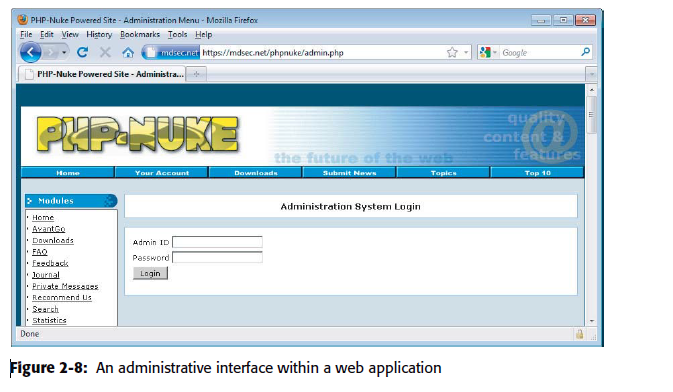 PHP-Nuke Powered Site - Administration Menu - Mozilla Firefox
File Edit View History Bookmarks Tools Help
mdsec.net https://mdsec.net/phpnuke/admin.php Google
PHP-Nuke Powered Site - Administra...
PHP-NUKE
quality
content &
features
the future of the web
Home Your Account Downloads Submit News Topics Top 10
Modules
Administration System Login
Home
AvantGo
Downloads
FAQ
Feedback
Journal
Private Messages
Recommend Us
Search
Statistics
Admin ID
Password
Login
Done
Figure 2-8: An administrative interface within a web application